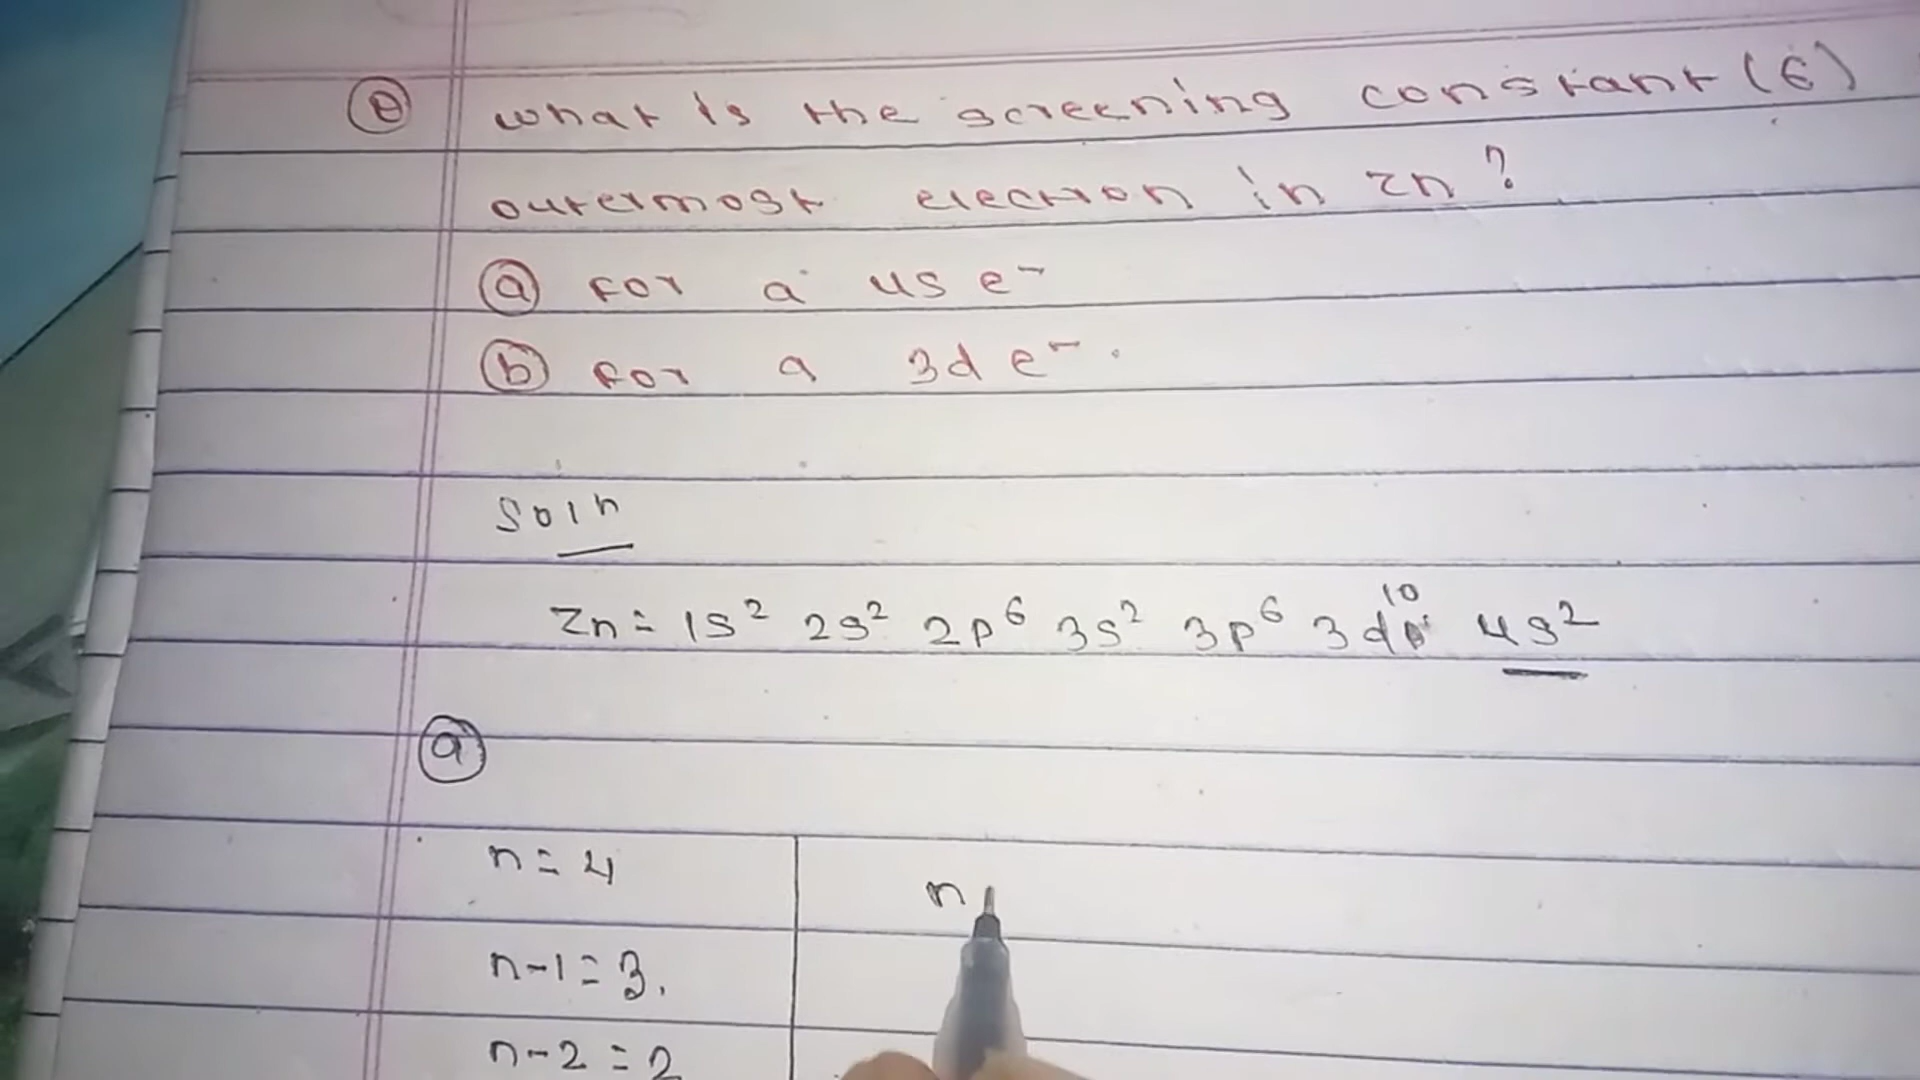 Q What is the screening constant (6)
outermost electron in Zn ?
a For a 4s e⁻
b For a 3d e⁻.
Soln
Zn = 1s² 2s² 2p⁶ 3s² 3p⁶ 3d¹⁰ 4s²
a
n = 4
n
n-1 = 3.
n-2 = 2